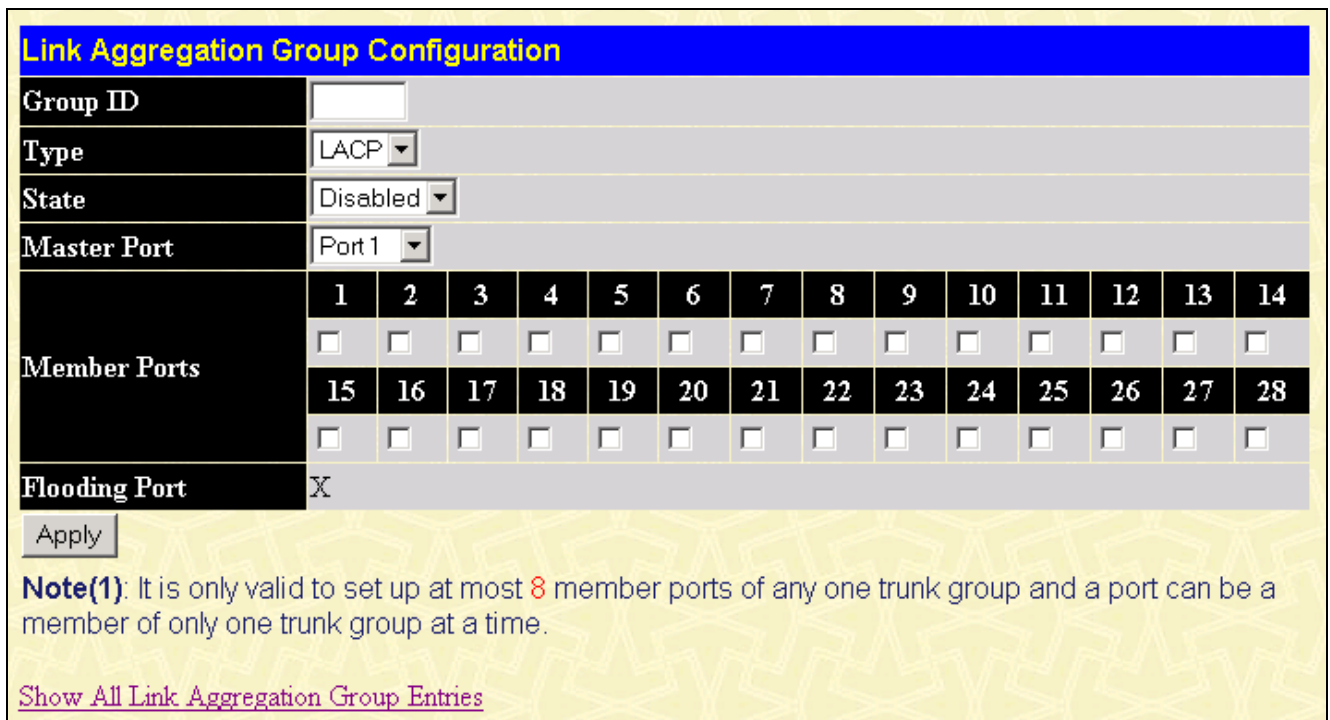 Link Aggregation Group Configuration
Group ID
Type LACP
State Disabled
Master Port Port 1
1 2 3 4 5 6 7 8 9 10 11 12 13 14
Member Ports
15 16 17 18 19 20 21 22 23 24 25 26 27 28
Flooding Port X
Apply
Note(1): It is only valid to set up at most 8 member ports of any one trunk group and a port can be a
member of only one trunk group at a time.
Show All Link Aggregation Group Entries